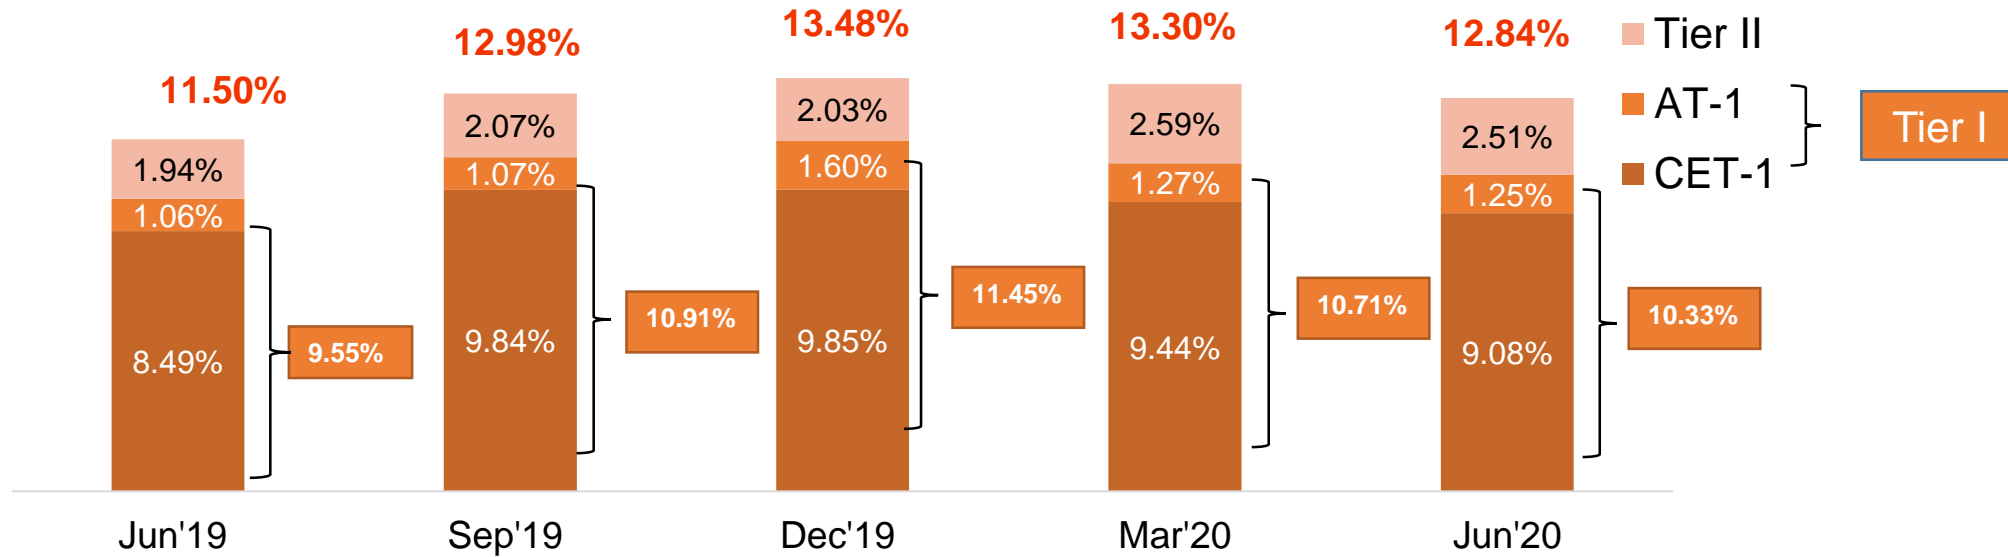 11.50%
12.98%
13.48%
13.30%
12.84%
Tier II
AT-1
CET-1
Tier I
1.94%
1.06%
8.49%
9.55%
2.07%
1.07%
9.84%
10.91%
2.03%
1.60%
9.85%
11.45%
2.59%
1.27%
9.44%
10.71%
2.51%
1.25%
9.08%
10.33%
Jun'19
Sep'19
Dec'19
Mar'20
Jun'20